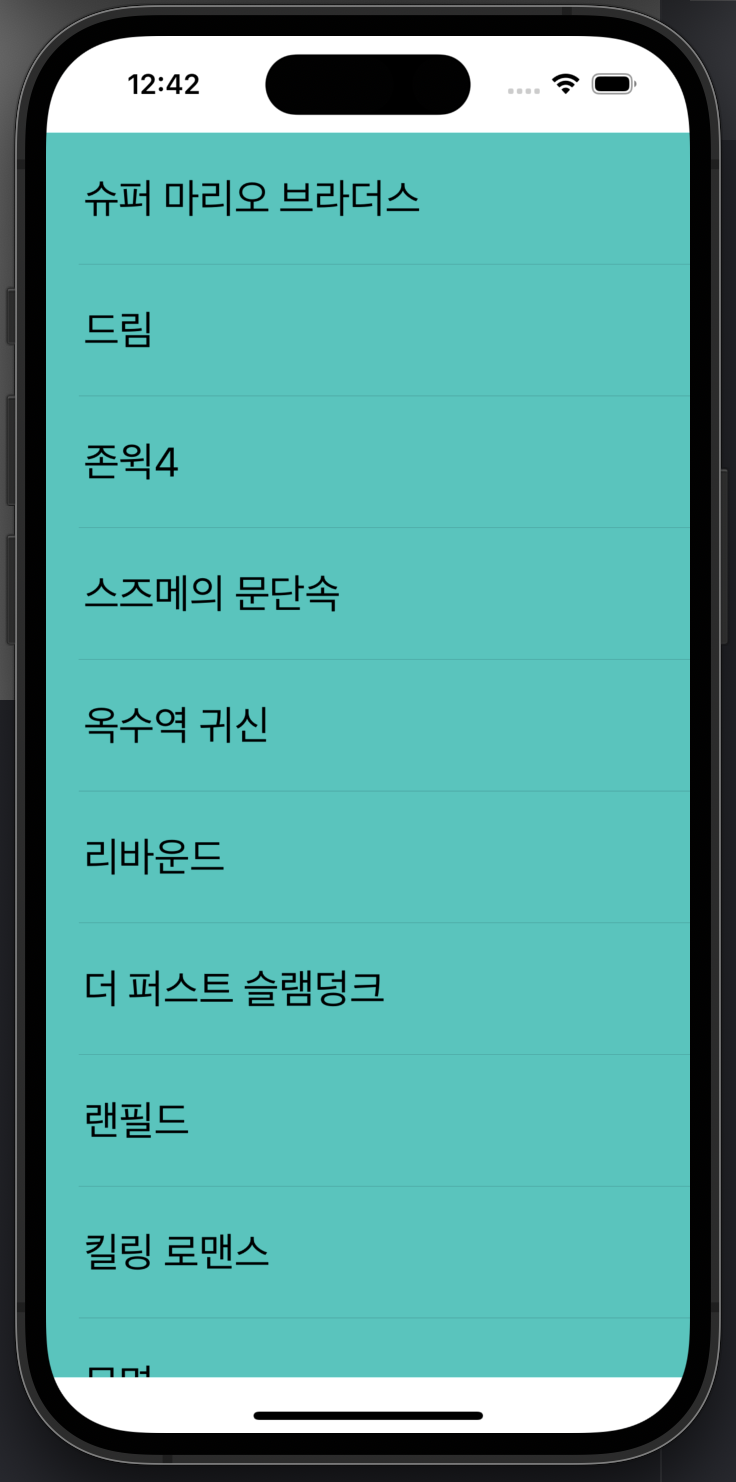 12:42
슈퍼 마리오 브라더스
드림
존윅4
스즈메의 문단속
옥수역 귀신
리바운드
더 퍼스트 슬램덩크
랜필드
킬링 로맨스